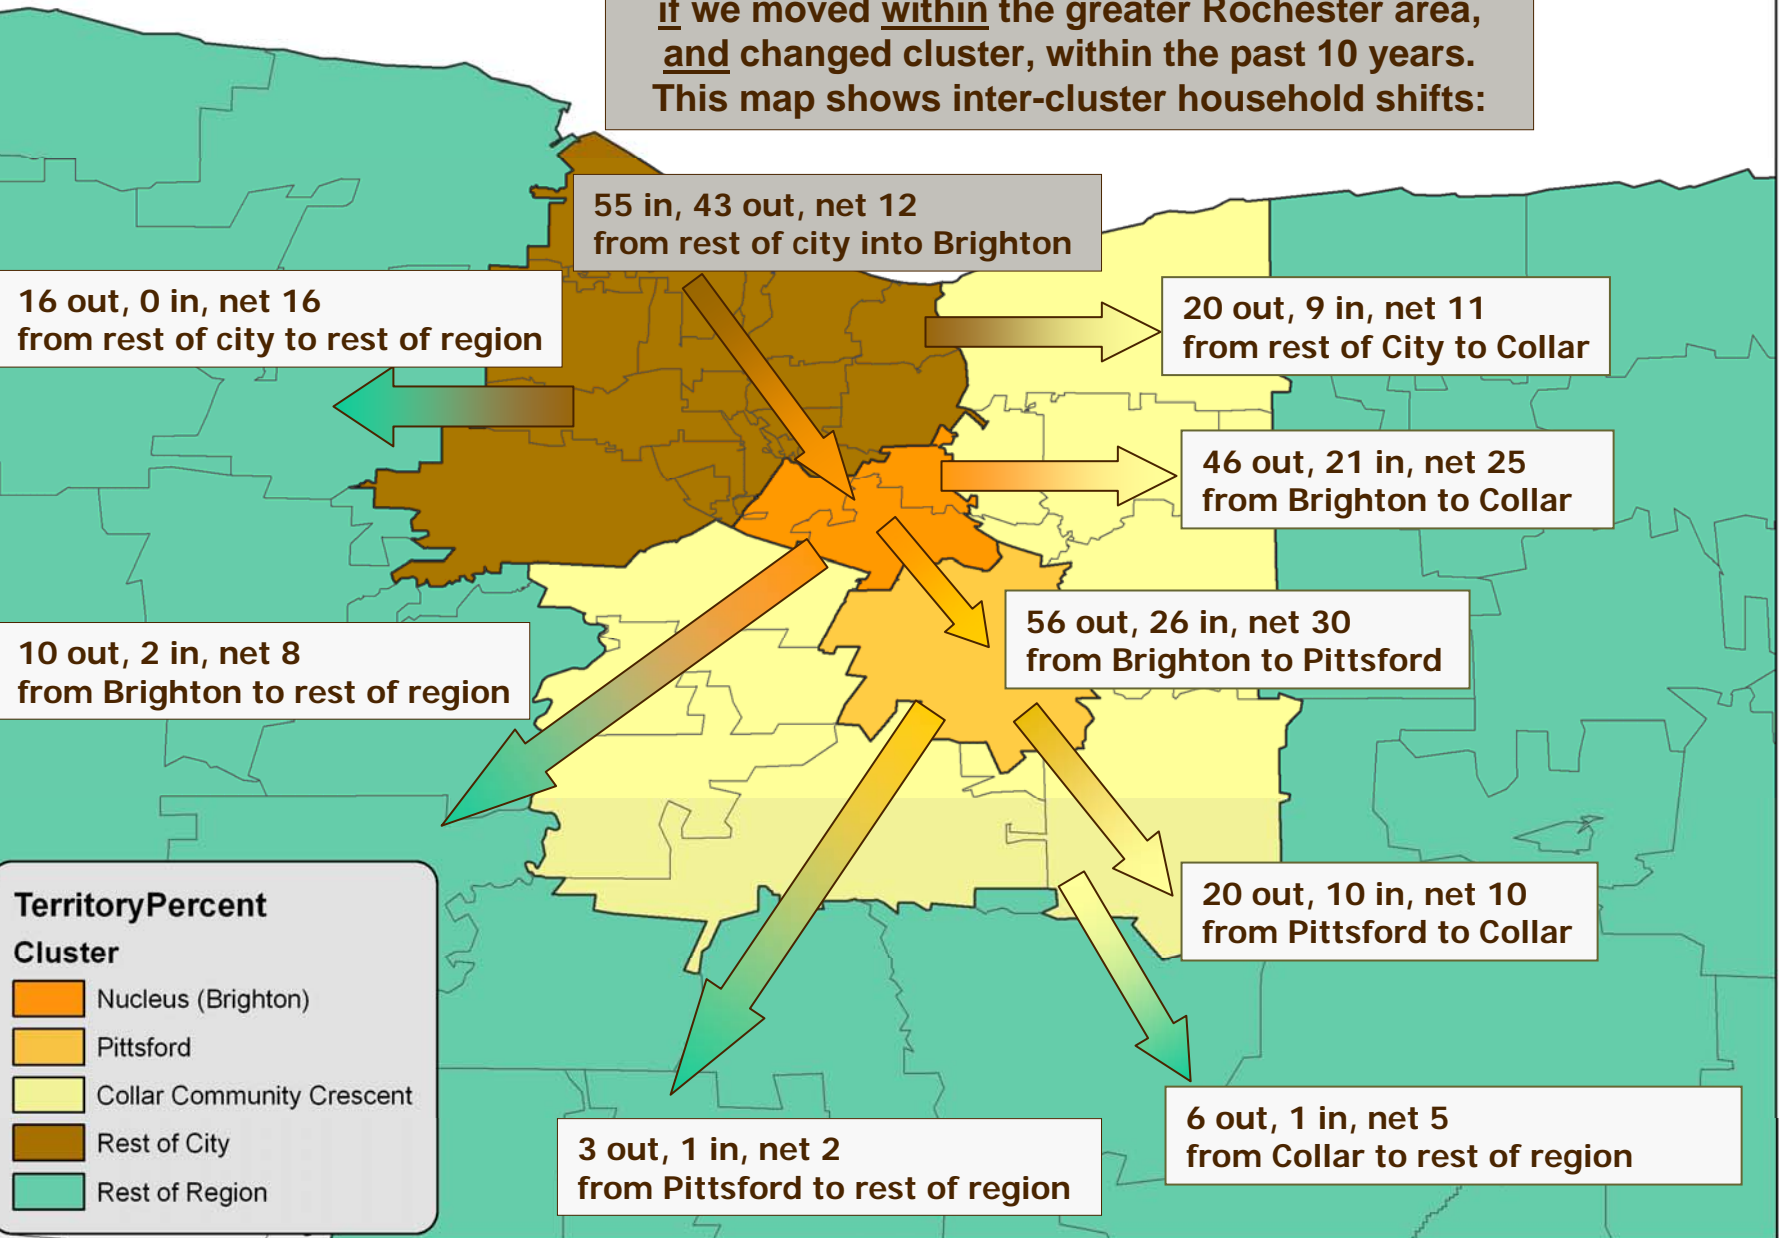 if we moved within the greater Rochester area,
and changed cluster, within the past 10 years.
This map shows inter-cluster household shifts:
55 in, 43 out, net 12
from rest of city into Brighton
16 out, 0 in, net 16
from rest of city to rest of region
20 out, 9 in, net 11
from rest of City to Collar
46 out, 21 in, net 25
from Brighton to Collar
56 out, 26 in, net 30
from Brighton to Pittsford
10 out, 2 in, net 8
from Brighton to rest of region
20 out, 10 in, net 10
from Pittsford to Collar
6 out, 1 in, net 5
from Collar to rest of region
3 out, 1 in, net 2
from Pittsford to rest of region
TerritoryPercent
Cluster
Nucleus (Brighton)
Pittsford
Collar Community Crescent
Rest of City
Rest of Region